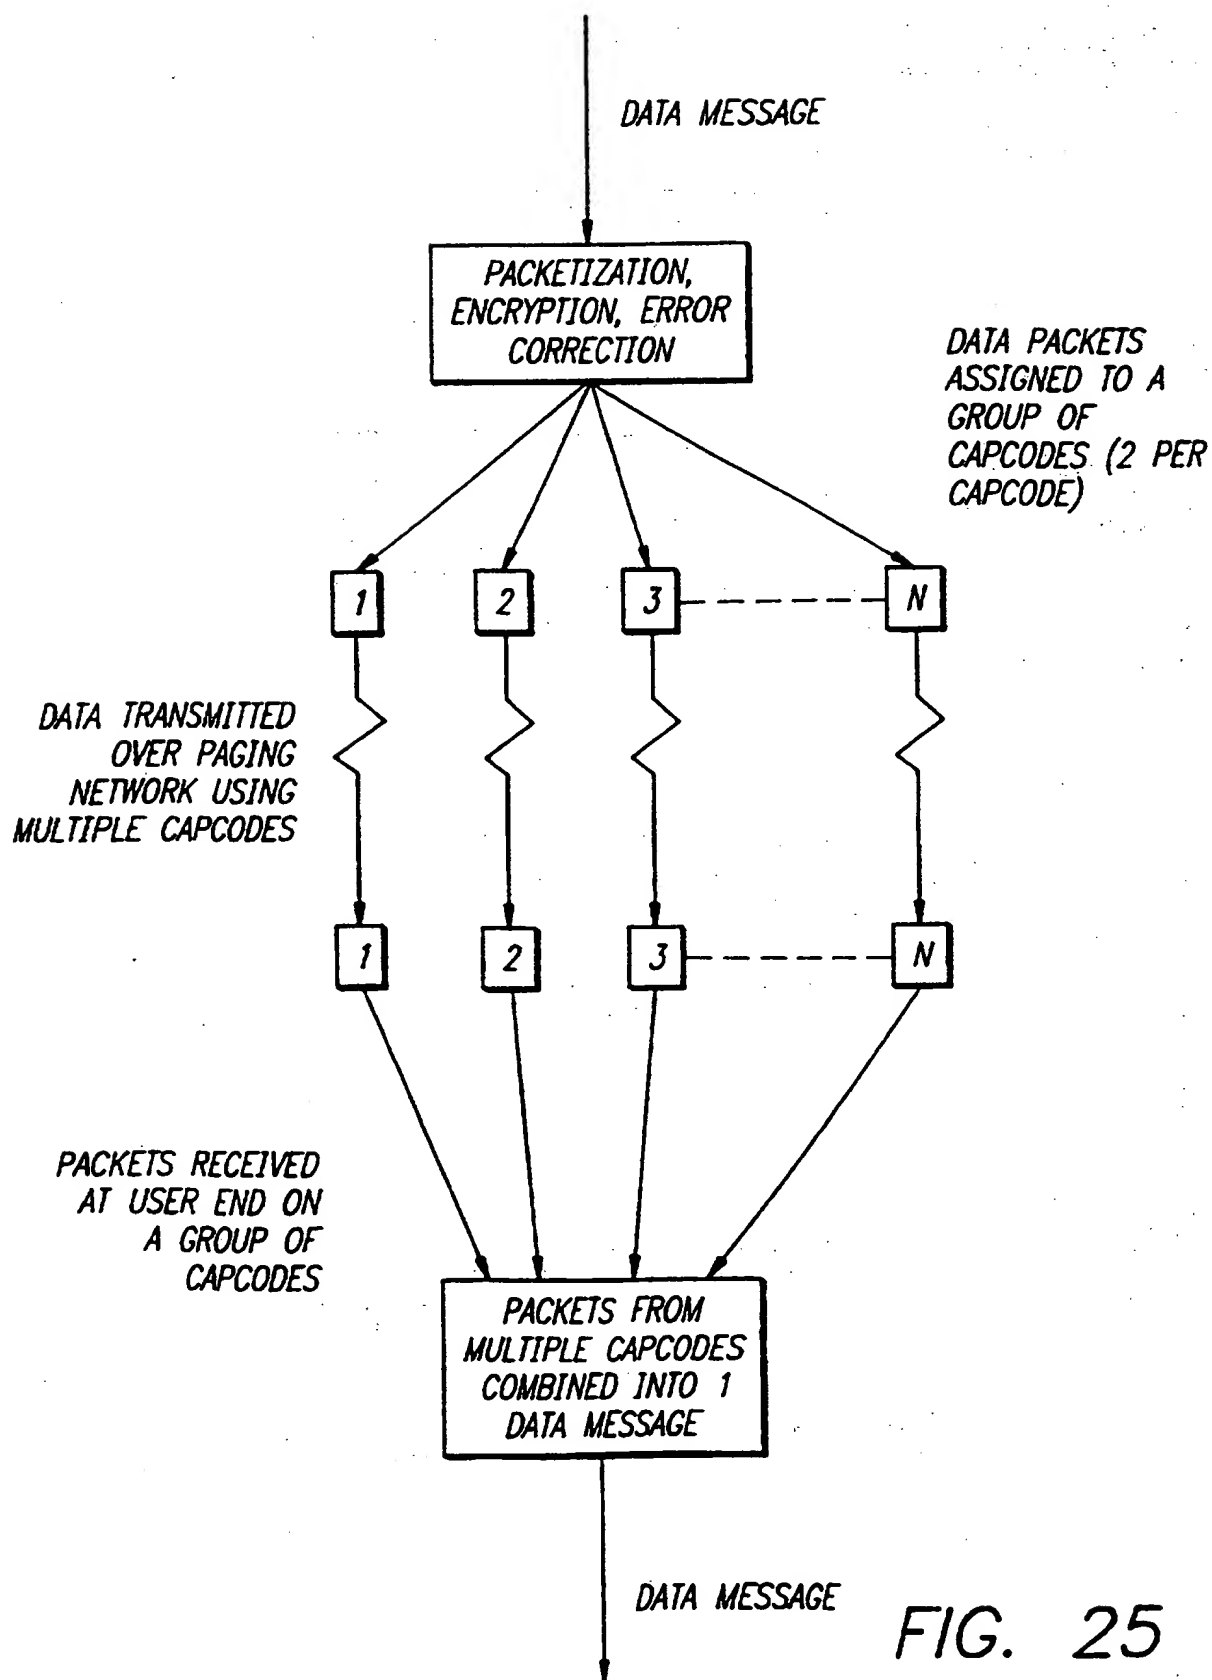 DATA MESSAGE
PACKETIZATION,
ENCRYPTION, ERROR
CORRECTION
DATA PACKETS
ASSIGNED TO A
GROUP OF
CAPCODES (2 PER
CAPCODE)
1
2
3
N
DATA TRANSMITTED
OVER PAGING
NETWORK USING
MULTIPLE CAPCODES
1
2
3
N
PACKETS RECEIVED
AT USER END ON
A GROUP OF
CAPCODES
PACKETS FROM
MULTIPLE CAPCODES
COMBINED INTO 1
DATA MESSAGE
DATA MESSAGE
FIG. 25